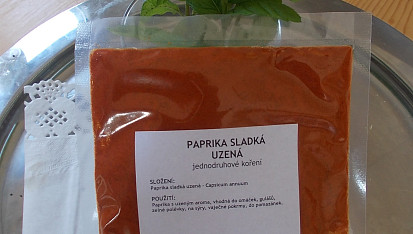 PAPRIKA SLADKÁ
UZENÁ
jednodruhové koření
SLOŽENÍ:
Paprika sladká uzená - Capsicum annuum
POUŽITÍ:
Paprika s uzeným aroma, vhodná do omáček, gulášů,
zelné polévky, na sýry, vaječné pokrmy, do pomazánek,